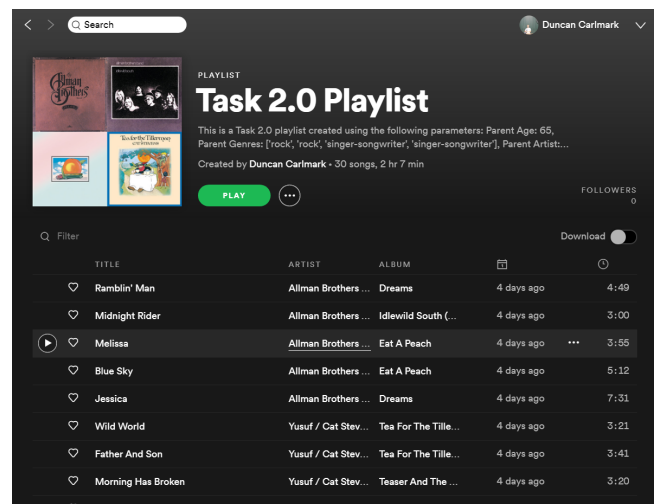 Search
Duncan Carlmark
PLAYLIST
Task 2.0 Playlist
This is a Task 2.0 playlist created using the following parameters: Parent Age: 65,
Parent Genres: ['rock', 'rock', 'singer-songwriter', 'singer-songwriter'], Parent Artist:...
Created by Duncan Carlmark • 30 songs, 2 hr 7 min
PLAY
FOLLOWERS
0
Filter
Download
TITLE ARTIST ALBUM
Ramblin' Man Allman Brothers ... Dreams 4 days ago 4:49
Midnight Rider Allman Brothers ... Idlewild South (... 4 days ago 3:00
Melissa Allman Brothers ... Eat A Peach 4 days ago ••• 3:55
Blue Sky Allman Brothers ... Eat A Peach 4 days ago 5:12
Jessica Allman Brothers ... Dreams 4 days ago 7:31
Wild World Yusuf / Cat Stev... Tea For The Tille... 4 days ago 3:21
Father And Son Yusuf / Cat Stev... Tea For The Tille... 4 days ago 3:41
Morning Has Broken Yusuf / Cat Stev... Teaser And The ... 4 days ago 3:20